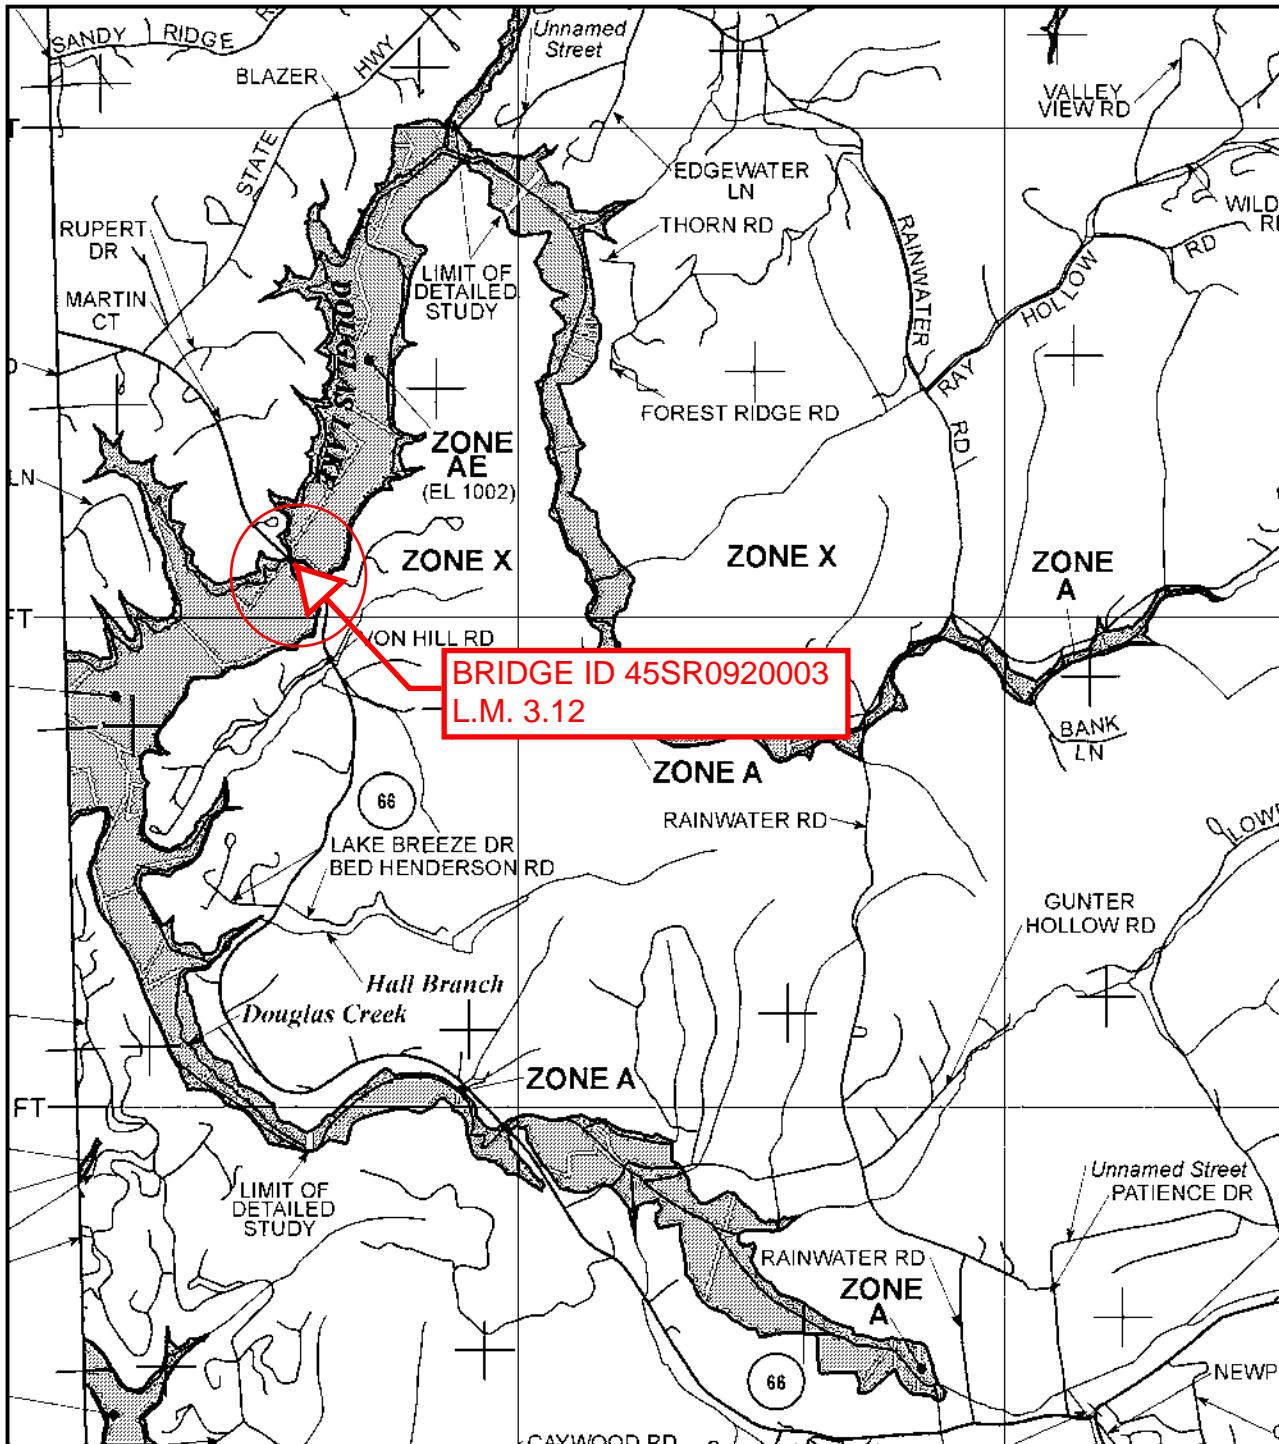 SANDY RIDGE
BLAZER
STATE HWY
Unnamed
Street
VALLEY
VIEW RD
EDGEWATER
LN
THORN RD
RAINWATER
RD
RUPERT
DR
MARTIN
CT
LIMIT OF
DETAILED
STUDY
DOUGLAS LAKE
WILD
RD
RAY HOLLOW RD
FOREST RIDGE RD
ZONE
AE
(EL 1002)
LN
ZONE X
ZONE X
ZONE
A
FT
ON HILL RD
BRIDGE ID 45SR0920003
L.M. 3.12
BANK
LN
ZONE A
66
RAINWATER RD
LAKE BREEZE DR
BED HENDERSON RD
GUNTER
HOLLOW RD
Hall Branch
Douglas Creek
ZONE A
FT
LIMIT OF
DETAILED
STUDY
Unnamed Street
PATIENCE DR
RAINWATER RD
ZONE
A
66
NEWP
CAYWOOD RD